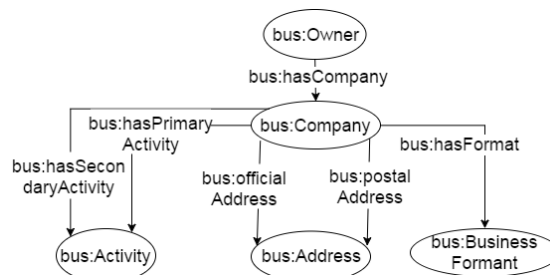 bus:Owner
bus:hasCompany
bus:hasPrimary
Activity
bus:Company
bus:hasFormat
bus:hasSecon
daryActivity
bus:official
Address
bus:postal
Address
bus:Activity
bus:Address
bus:Business
Formant